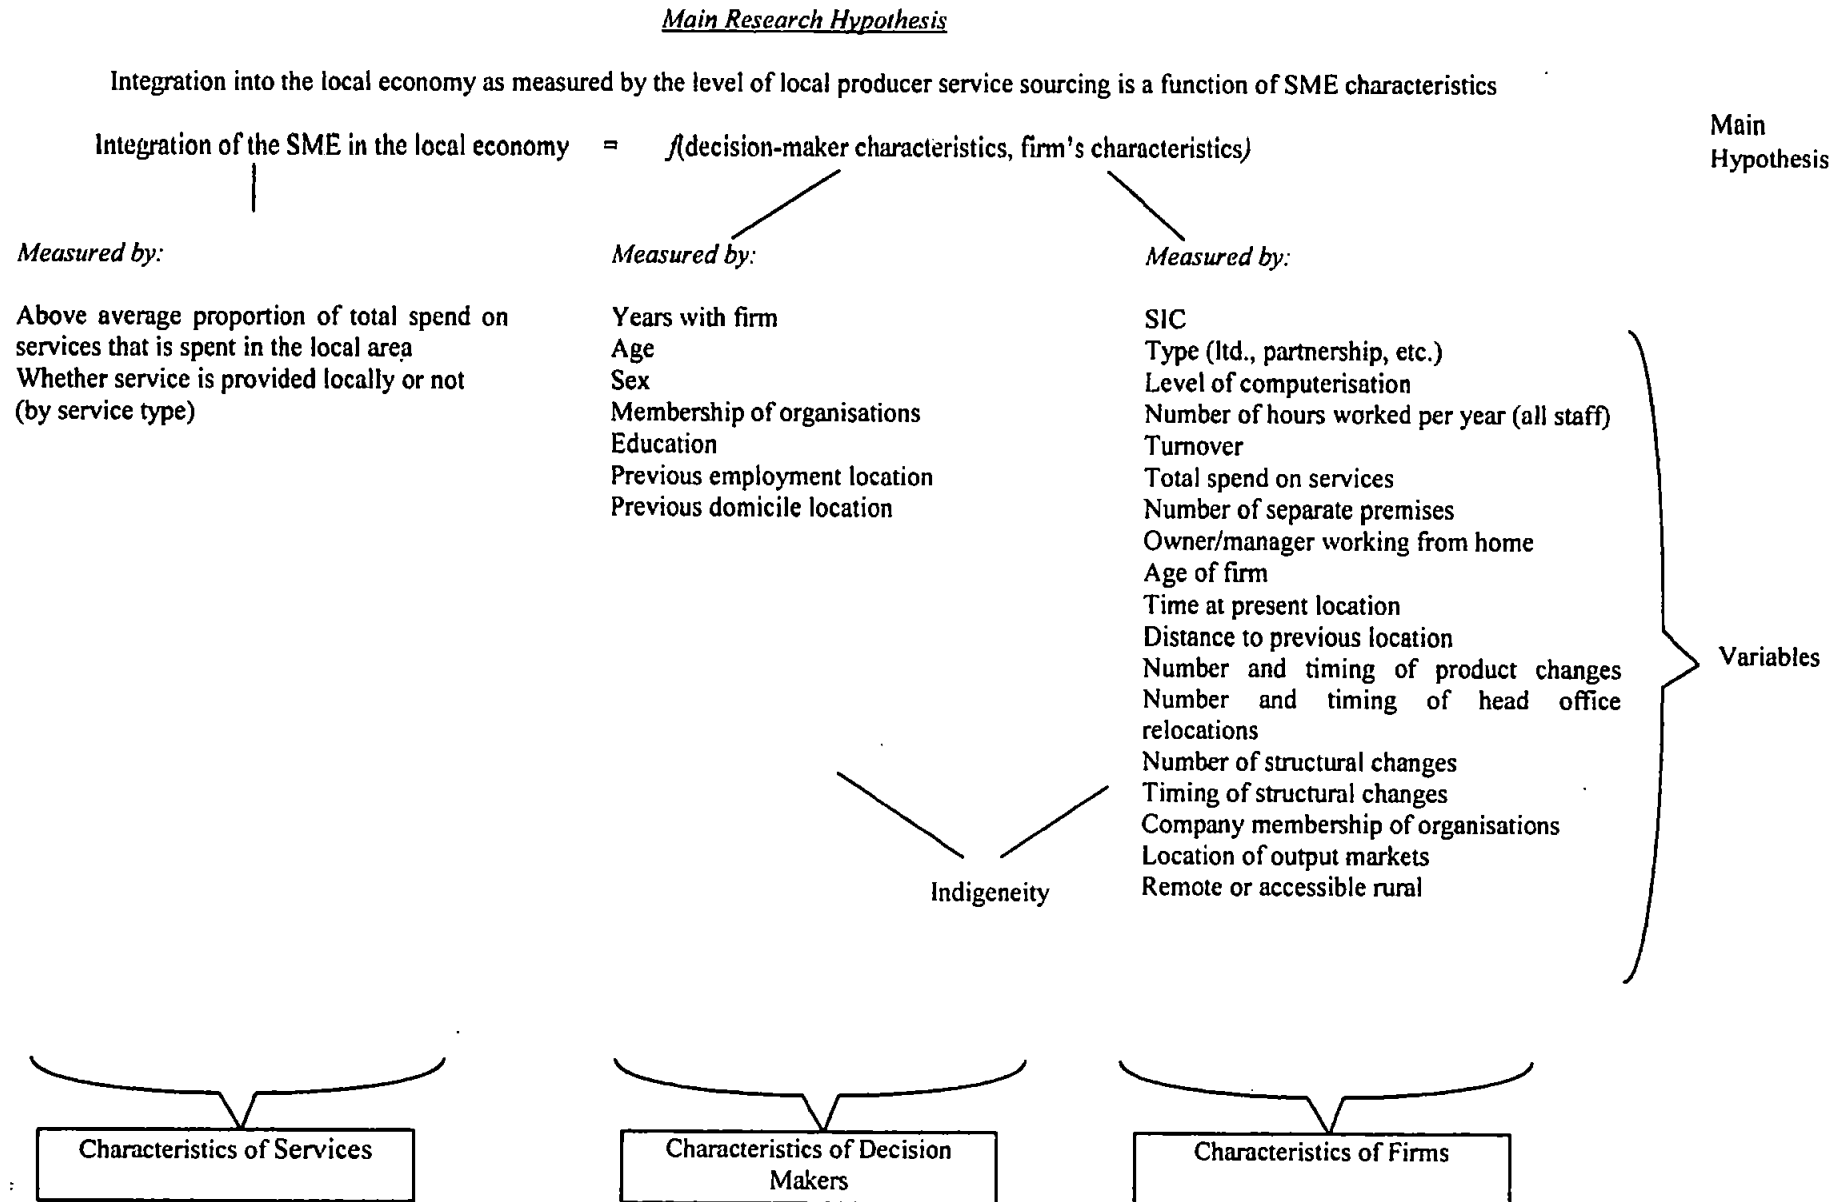 Main Research Hypothesis
Integration into the local economy as measured by the level of local producer service sourcing is a function of SME characteristics
Integration of the SME in the local economy = f(decision-maker characteristics, firm's characteristics)
Main
Hypothesis
Measured by:
Above average proportion of total spend on
services that is spent in the local area
Whether service is provided locally or not
(by service type)
Measured by:
Years with firm
Age
Sex
Membership of organisations
Education
Previous employment location
Previous domicile location
Measured by:
SIC
Type (ltd., partnership, etc.)
Level of computerisation
Number of hours worked per year (all staff)
Turnover
Total spend on services
Number of separate premises
Owner/manager working from home
Age of firm
Time at present location
Distance to previous location
Number and timing of product changes
Number and timing of head office
relocations
Number of structural changes
Timing of structural changes
Company membership of organisations
Location of output markets
Remote or accessible rural
Variables
Indigeneity
Characteristics of Services
Characteristics of Decision
Makers
Characteristics of Firms